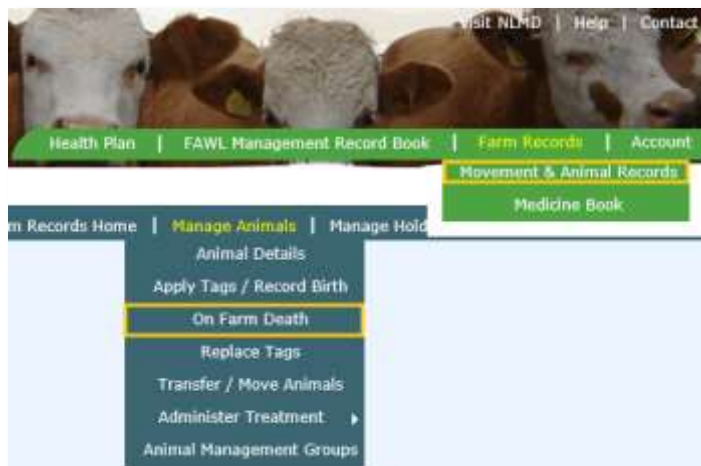 Visit NLMD | Help | Contact
Health Plan | FAWL Management Record Book | Farm Records | Account
Movement & Animal Records
Medicine Book
m Records Home | Manage Animals | Manage Hold
Animal Details
Apply Tags / Record Birth
On Farm Death
Replace Tags
Transfer / Move Animals
Administer Treatment
Animal Management Groups